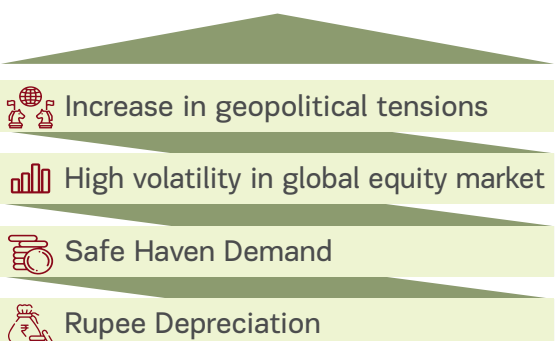 Increase in geopolitical tensions
High volatility in global equity market
Safe Haven Demand
₹
Rupee Depreciation